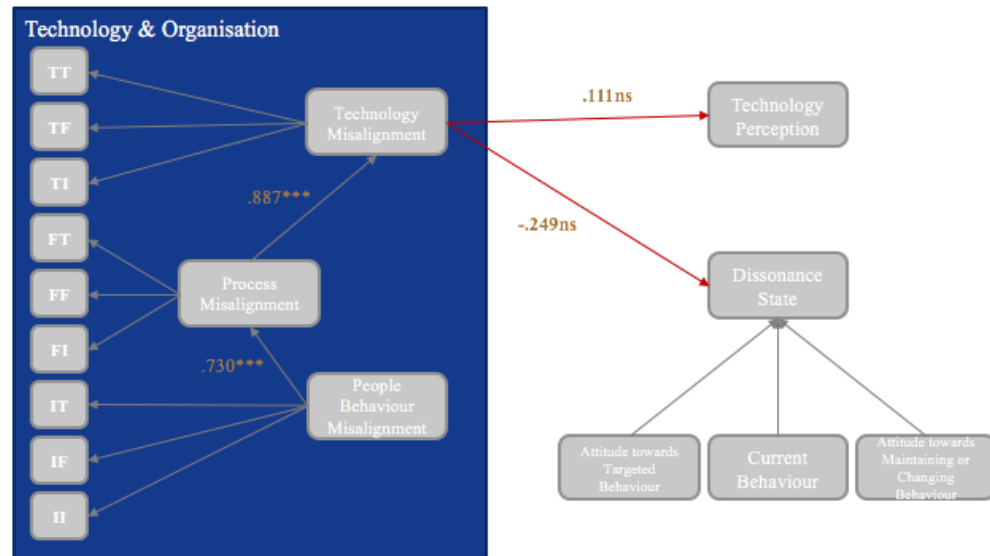 Technology & Organisation
TT
TF
TI
FT
FF
FI
IT
IF
II
Technology
Misalignment
.887***
Process
Misalignment
.730***
People
Behaviour
Misalignment
.111ns
-.249ns
Technology
Perception
Dissonance
State
Attitude towards
Targeted
Behaviour
Current
Behaviour
Attitude towards
Maintaining or
Changing
Behaviour